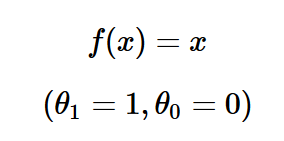 f(x) = x
(θ₁ = 1, θ₀ = 0)